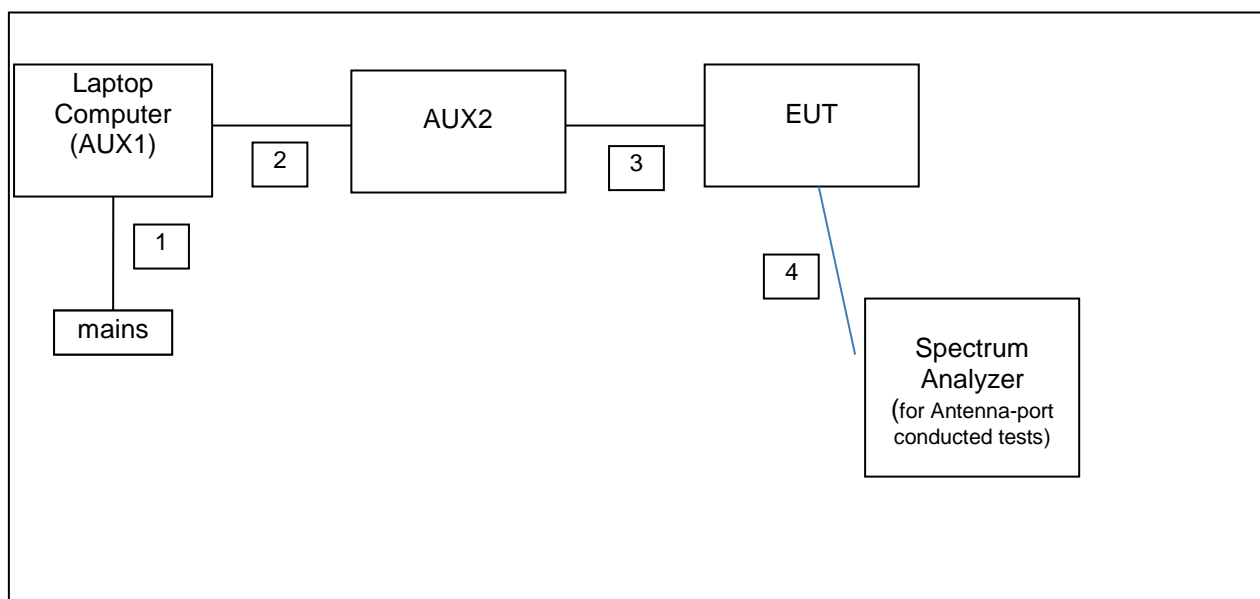 Laptop
Computer
(AUX1)
AUX2
EUT
2
3
1
4
mains
Spectrum
Analyzer
(for Antenna-port
conducted tests)